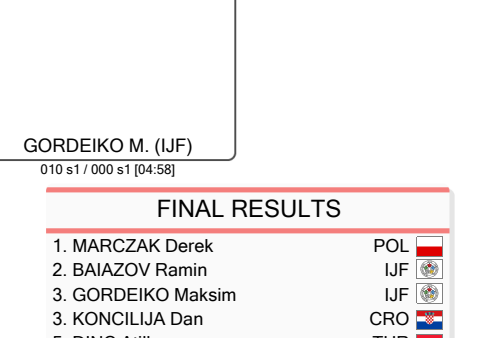 GORDEIKO M. (IJF)
010 s1 / 000 s1 [04:58]
FINAL RESULTS
1. MARCZAK Derek POL
2. BAIAZOV Ramin IJF
3. GORDEIKO Maksim IJF
3. KONCILIJA Dan CRO